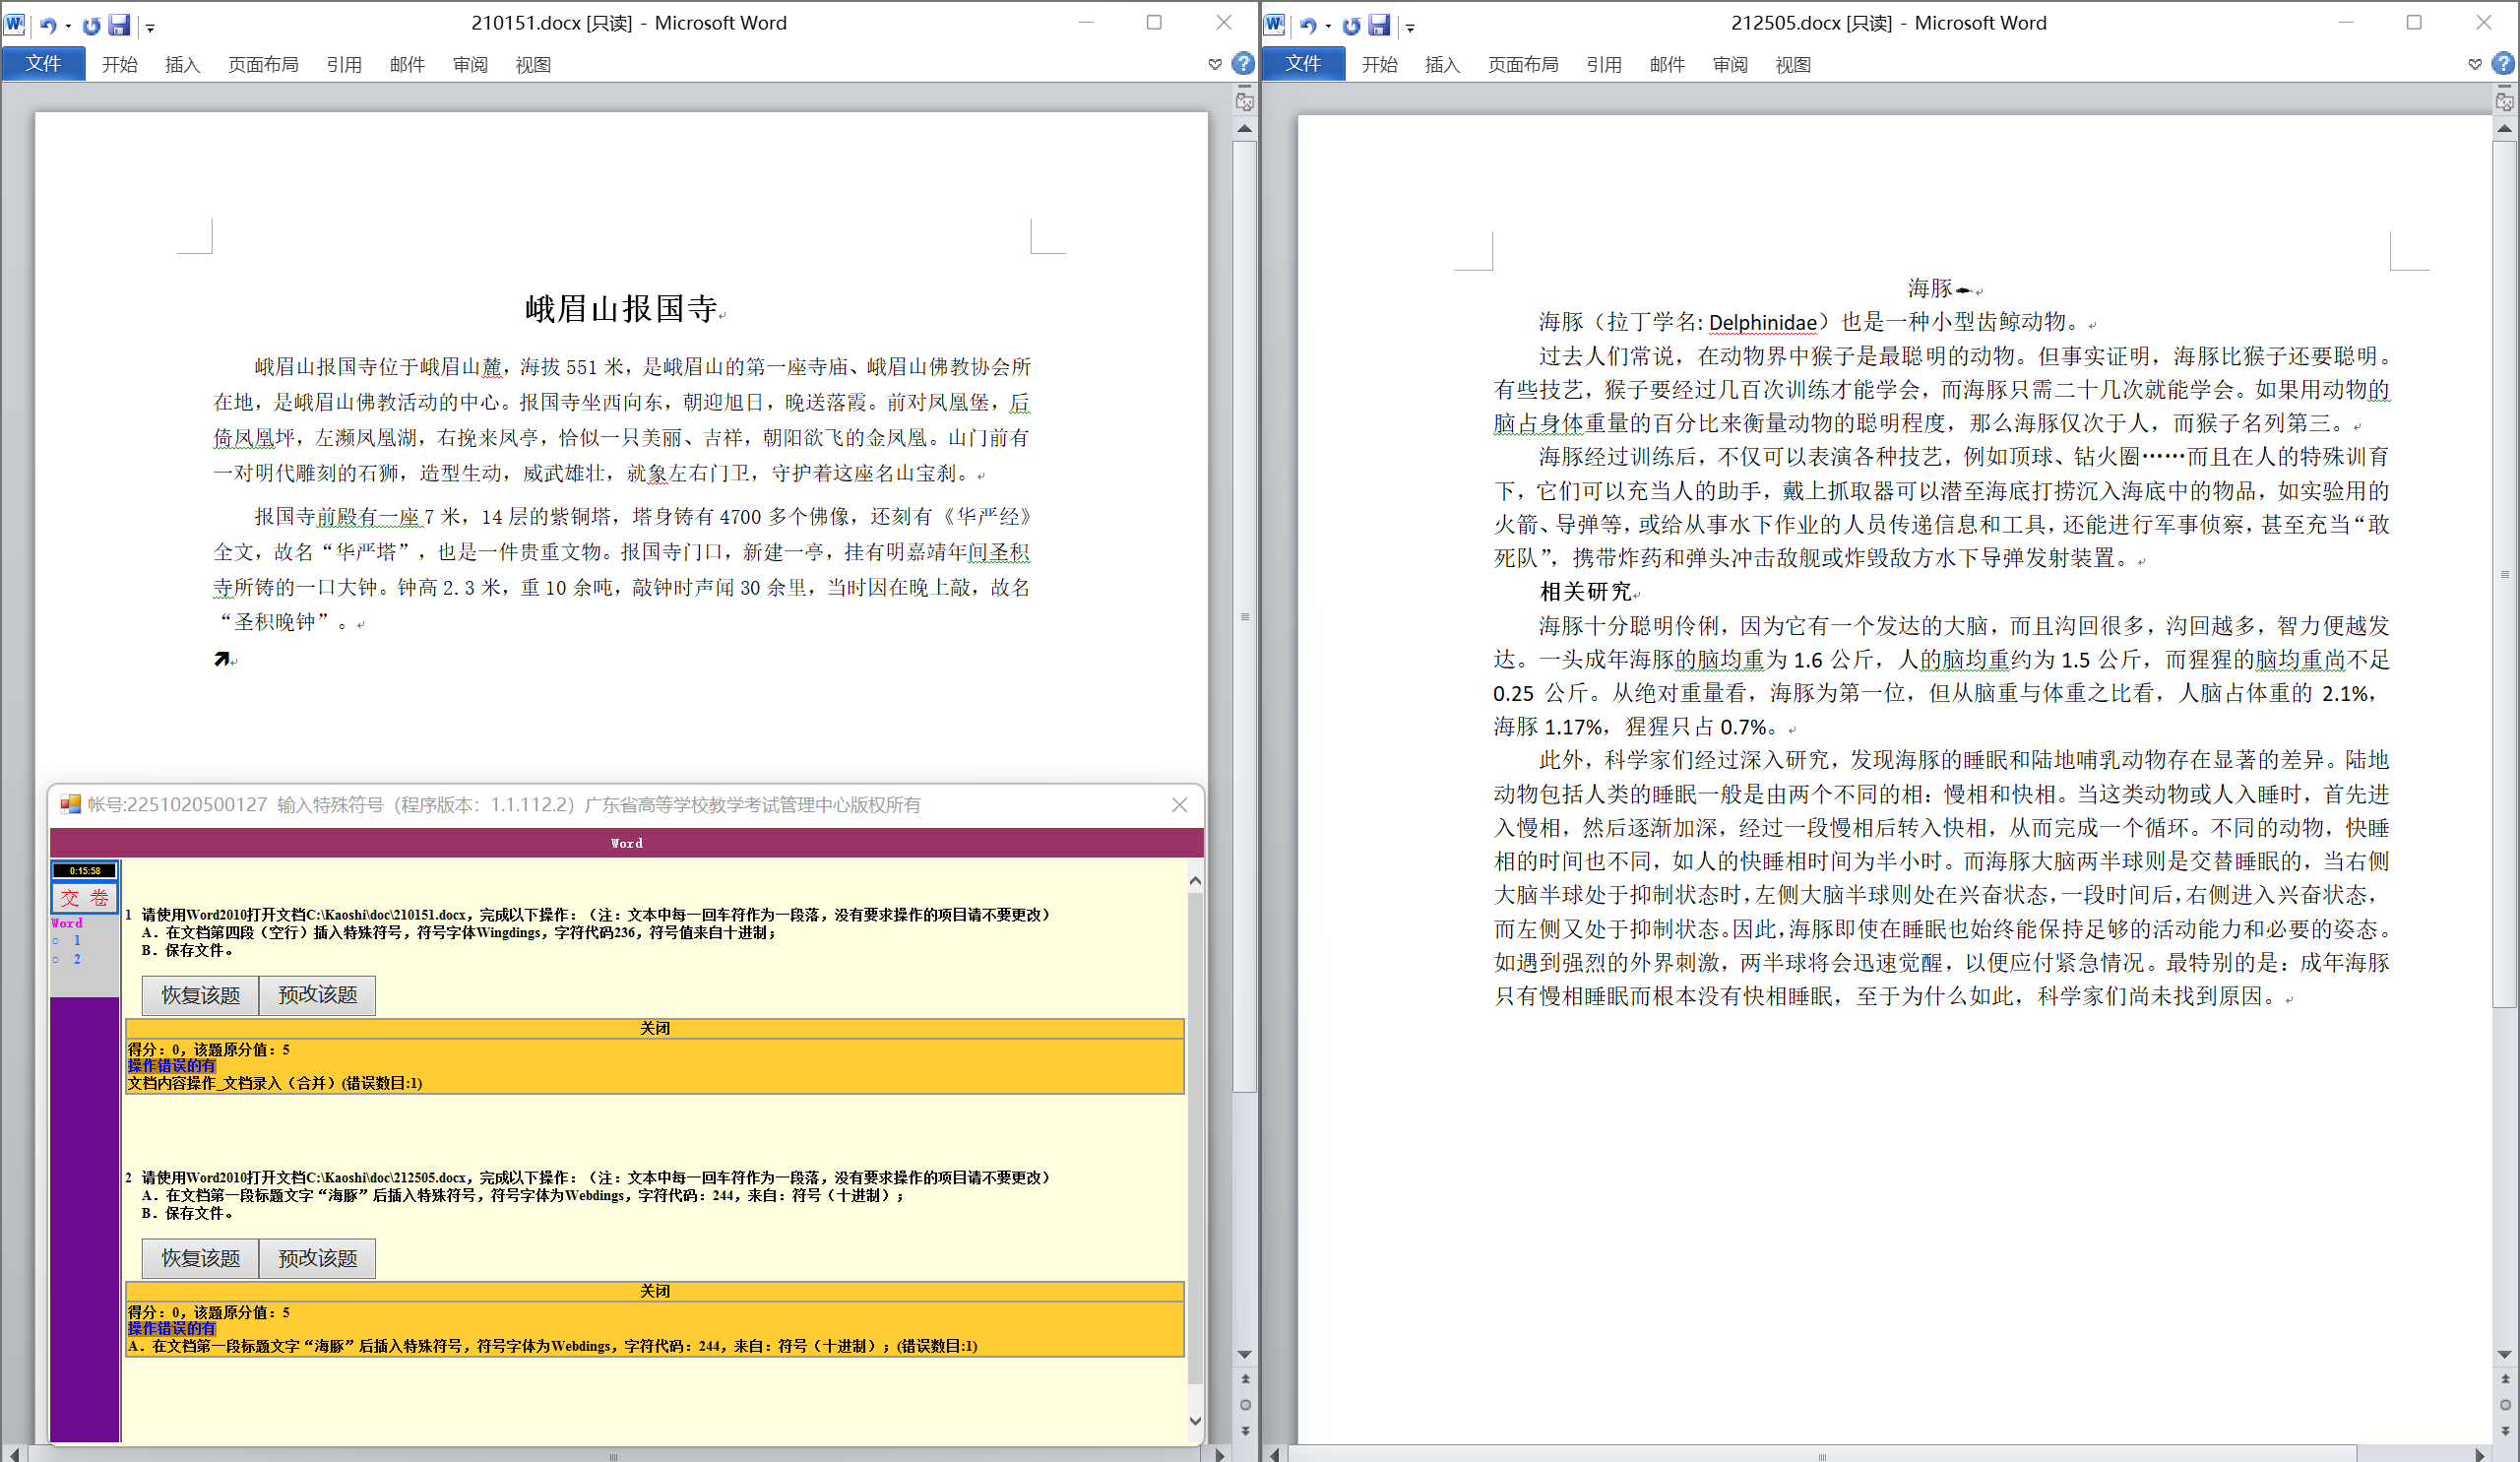 210151.docx [只读] - Microsoft Word
文件 开始 插入 页面布局 引用 邮件 审阅 视图
峨眉山报国寺
峨眉山报国寺位于峨眉山麓，海拔 551 米，是峨眉山的第一座寺庙、峨眉山佛教协会所
在地，是峨眉山佛教活动的中心。报国寺坐西向东，朝迎旭日，晚送落霞。前对凤凰堡，后
倚凤凰坪，左濒凤凰湖，右挽来凤亭，恰似一只美丽、吉祥，朝阳欲飞的金凤凰。山门前有
一对明代雕刻的石狮，造型生动，威武雄壮，就象左右门卫，守护着这座名山宝刹。
报国寺前殿有一座 7 米，14 层的紫铜塔，塔身铸有 4700 多个佛像，还刻有《华严经》
全文，故名“华严塔”，也是一件贵重文物。报国寺门口，新建一亭，挂有明嘉靖年间圣积
寺所铸的一口大钟。钟高 2.3 米，重 10 余吨，敲钟时声闻 30 余里，当时因在晚上敲，故名
“圣积晚钟”。
帐号:2251020500127 输入特殊符号（程序版本：1.1.112.2）广东省高等学校教学考试管理中心版权所有
Word
0:15:58
交 卷
Word
1
2
1 请使用Word2010打开文档C:\Kaoshi\doc\210151.docx，完成以下操作：（注：文本中每一回车符作为一段落，没有要求操作的项目请不要更改）
A．在文档第四段（空行）插入特殊符号，符号字体Wingdings，字符代码236，符号值来自十进制；
B．保存文件。
恢复该题 预改该题
关闭
得分：0，该题原分值：5
操作错误的有
文档内容操作_文档录入（合并）(错误数目:1)
2 请使用Word2010打开文档C:\Kaoshi\doc\212505.docx，完成以下操作：（注：文本中每一回车符作为一段落，没有要求操作的项目请不要更改）
A．在文档第一段标题文字“海豚”后插入特殊符号，符号字体为Webdings，字符代码：244，来自：符号（十进制）；
B．保存文件。
恢复该题 预改该题
关闭
得分：0，该题原分值：5
操作错误的有
A．在文档第一段标题文字“海豚”后插入特殊符号，符号字体为Webdings，字符代码：244，来自：符号（十进制）；(错误数目:1)
212505.docx [只读] - Microsoft Word
文件 开始 插入 页面布局 引用 邮件 审阅 视图
海豚
海豚（拉丁学名: Delphinidae）也是一种小型齿鲸动物。
过去人们常说，在动物界中猴子是最聪明的动物。但事实证明，海豚比猴子还要聪明。
有些技艺，猴子要经过几百次训练才能学会，而海豚只需二十几次就能学会。如果用动物的
脑占身体重量的百分比来衡量动物的聪明程度，那么海豚仅次于人，而猴子名列第三。
海豚经过训练后，不仅可以表演各种技艺，例如顶球、钻火圈……而且在人的特殊训育
下，它们可以充当人的助手，戴上抓取器可以潜至海底打捞沉入海底中的物品，如实验用的
火箭、导弹等，或给从事水下作业的人员传递信息和工具，还能进行军事侦察，甚至充当“敢
死队”，携带炸药和弹头冲击敌舰或炸毁敌方水下导弹发射装置。
相关研究
海豚十分聪明伶俐，因为它有一个发达的大脑，而且沟回很多，沟回越多，智力便越发
达。一头成年海豚的脑均重为 1.6 公斤，人的脑均重约为 1.5 公斤，而猩猩的脑均重尚不足
0.25 公斤。从绝对重量看，海豚为第一位，但从脑重与体重之比看，人脑占体重的 2.1%，
海豚 1.17%，猩猩只占 0.7%。
此外，科学家们经过深入研究，发现海豚的睡眠和陆地哺乳动物存在显著的差异。陆地
动物包括人类的睡眠一般是由两个不同的相：慢相和快相。当这类动物或人入睡时，首先进
入慢相，然后逐渐加深，经过一段慢相后转入快相，从而完成一个循环。不同的动物，快睡
相的时间也不同，如人的快睡相时间为半小时。而海豚大脑两半球则是交替睡眠的，当右侧
大脑半球处于抑制状态时，左侧大脑半球则处在兴奋状态，一段时间后，右侧进入兴奋状态，
而左侧又处于抑制状态。因此，海豚即使在睡眠也始终能保持足够的活动能力和必要的姿态。
如遇到强烈的外界刺激，两半球将会迅速觉醒，以便应付紧急情况。最特别的是：成年海豚
只有慢相睡眠而根本没有快相睡眠，至于为什么如此，科学家们尚未找到原因。